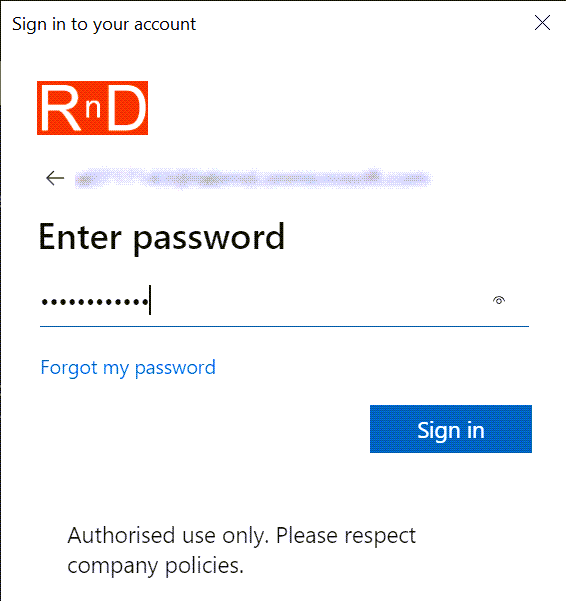 Sign in to your account
RnD
Enter password
Forgot my password
Sign in
Authorised use only. Please respect
company policies.